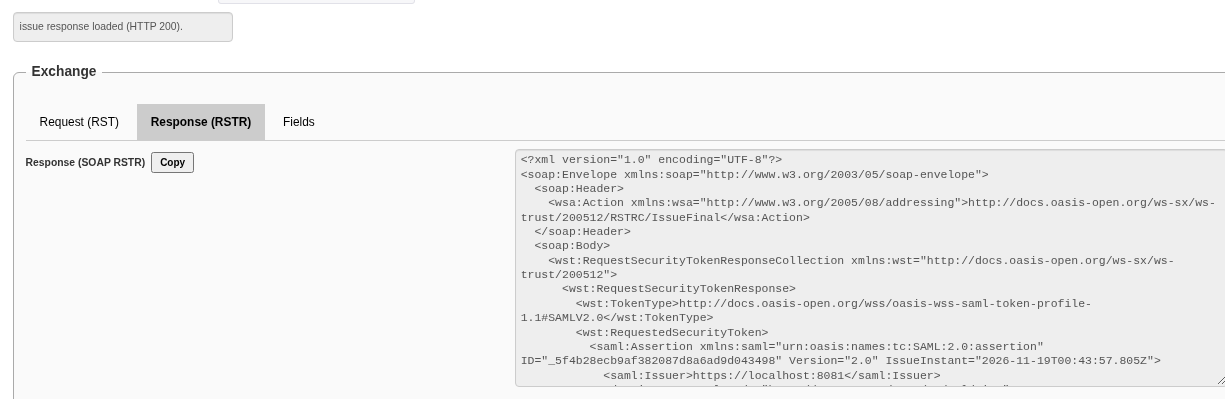 issue response loaded (HTTP 200).
Exchange
Request (RST) Response (RSTR) Fields
Response (SOAP RSTR) Copy
<?xml version="1.0" encoding="UTF-8"?>
<soap:Envelope xmlns:soap="http://www.w3.org/2003/05/soap-envelope">
<soap:Header>
<wsa:Action xmlns:wsa="http://www.w3.org/2005/08/addressing">http://docs.oasis-open.org/ws-sx/ws-
trust/200512/RSTRC/IssueFinal</wsa:Action>
</soap:Header>
<soap:Body>
<wst:RequestSecurityTokenResponseCollection xmlns:wst="http://docs.oasis-open.org/ws-sx/ws-
trust/200512">
<wst:RequestSecurityTokenResponse>
<wst:TokenType>http://docs.oasis-open.org/wss/oasis-wss-saml-token-profile-
1.1#SAMLV2.0</wst:TokenType>
<wst:RequestedSecurityToken>
<saml:Assertion xmlns:saml="urn:oasis:names:tc:SAML:2.0:assertion"
ID="_5f4b28ecb9af382087d8a6ad9d043498" Version="2.0" IssueInstant="2026-11-19T00:43:57.805Z">
<saml:Issuer>https://localhost:8081</saml:Issuer>